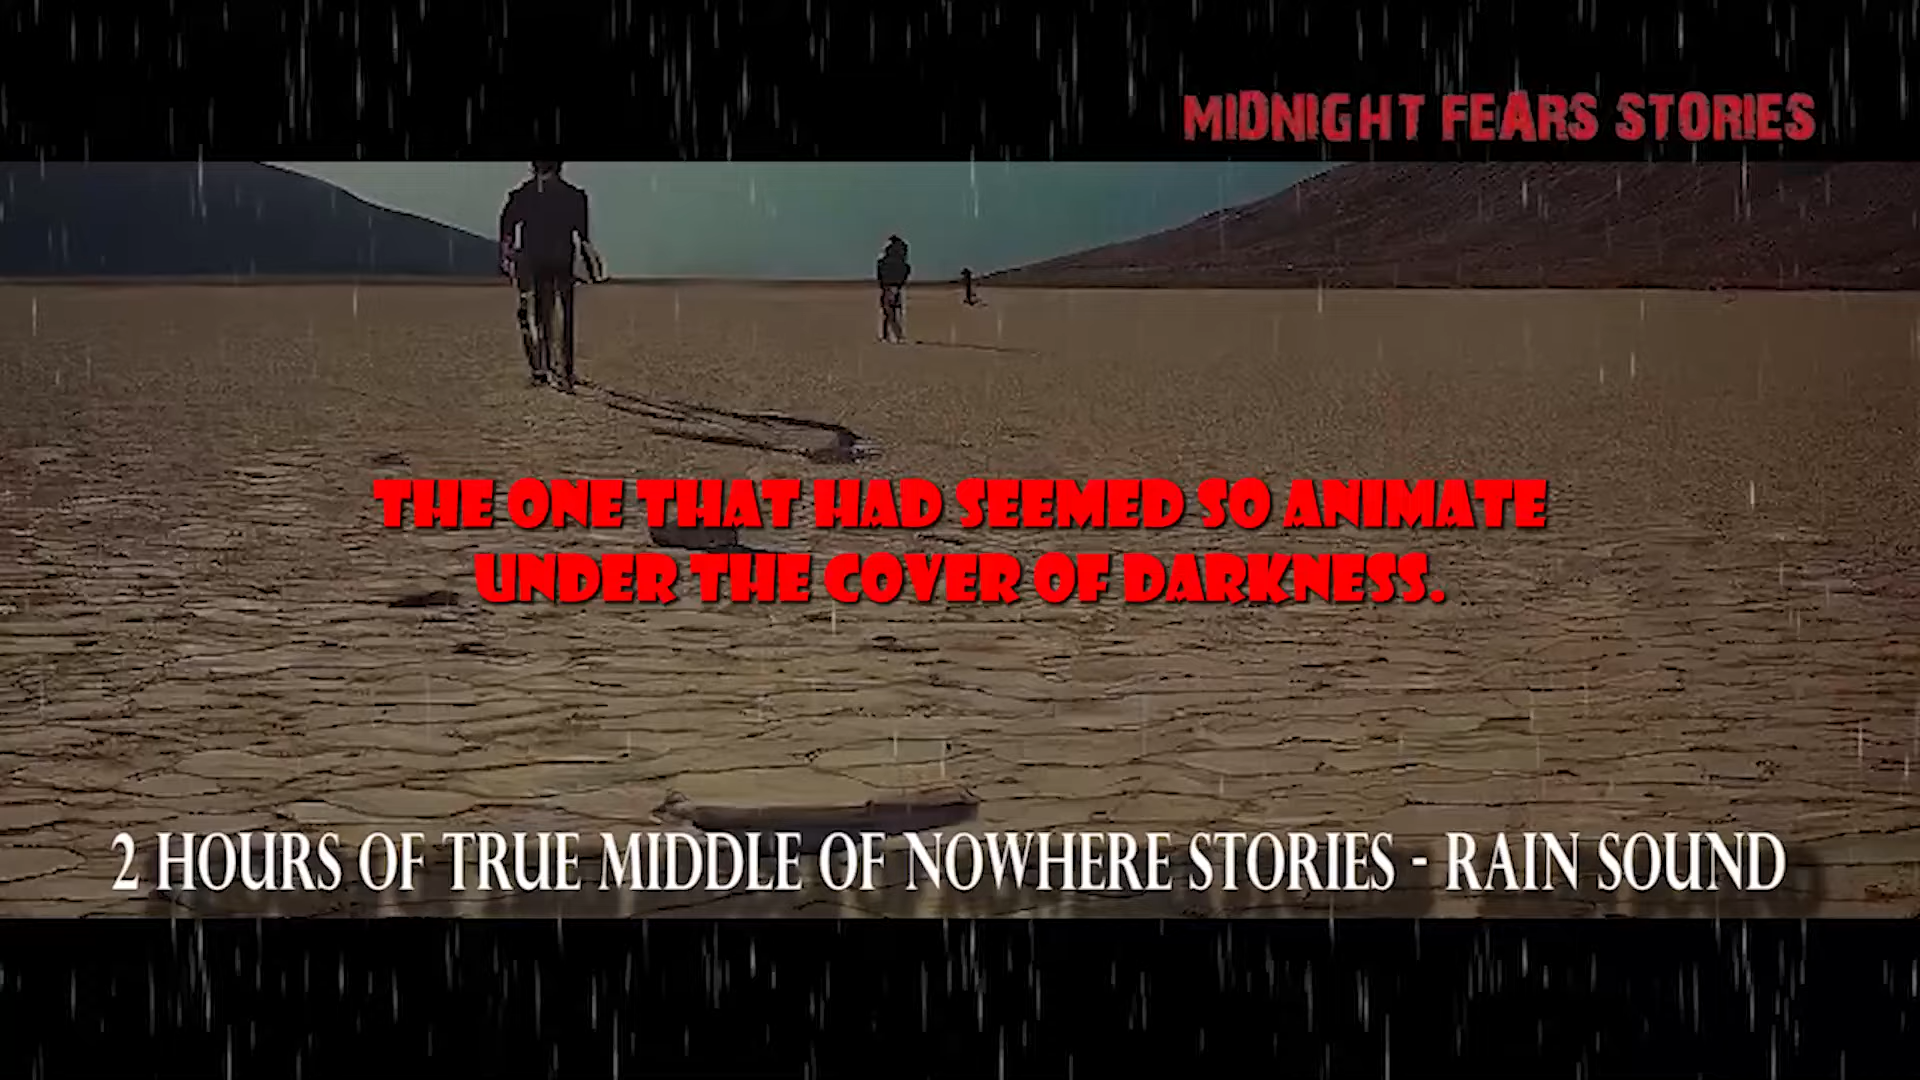 MIDNIGHT FEARS STORIES
THE ONE THAT HAD SEEMED SO ANIMATE
UNDER THE COVER OF DARKNESS.
2 HOURS OF TRUE MIDDLE OF NOWHERE STORIES - RAIN SOUND